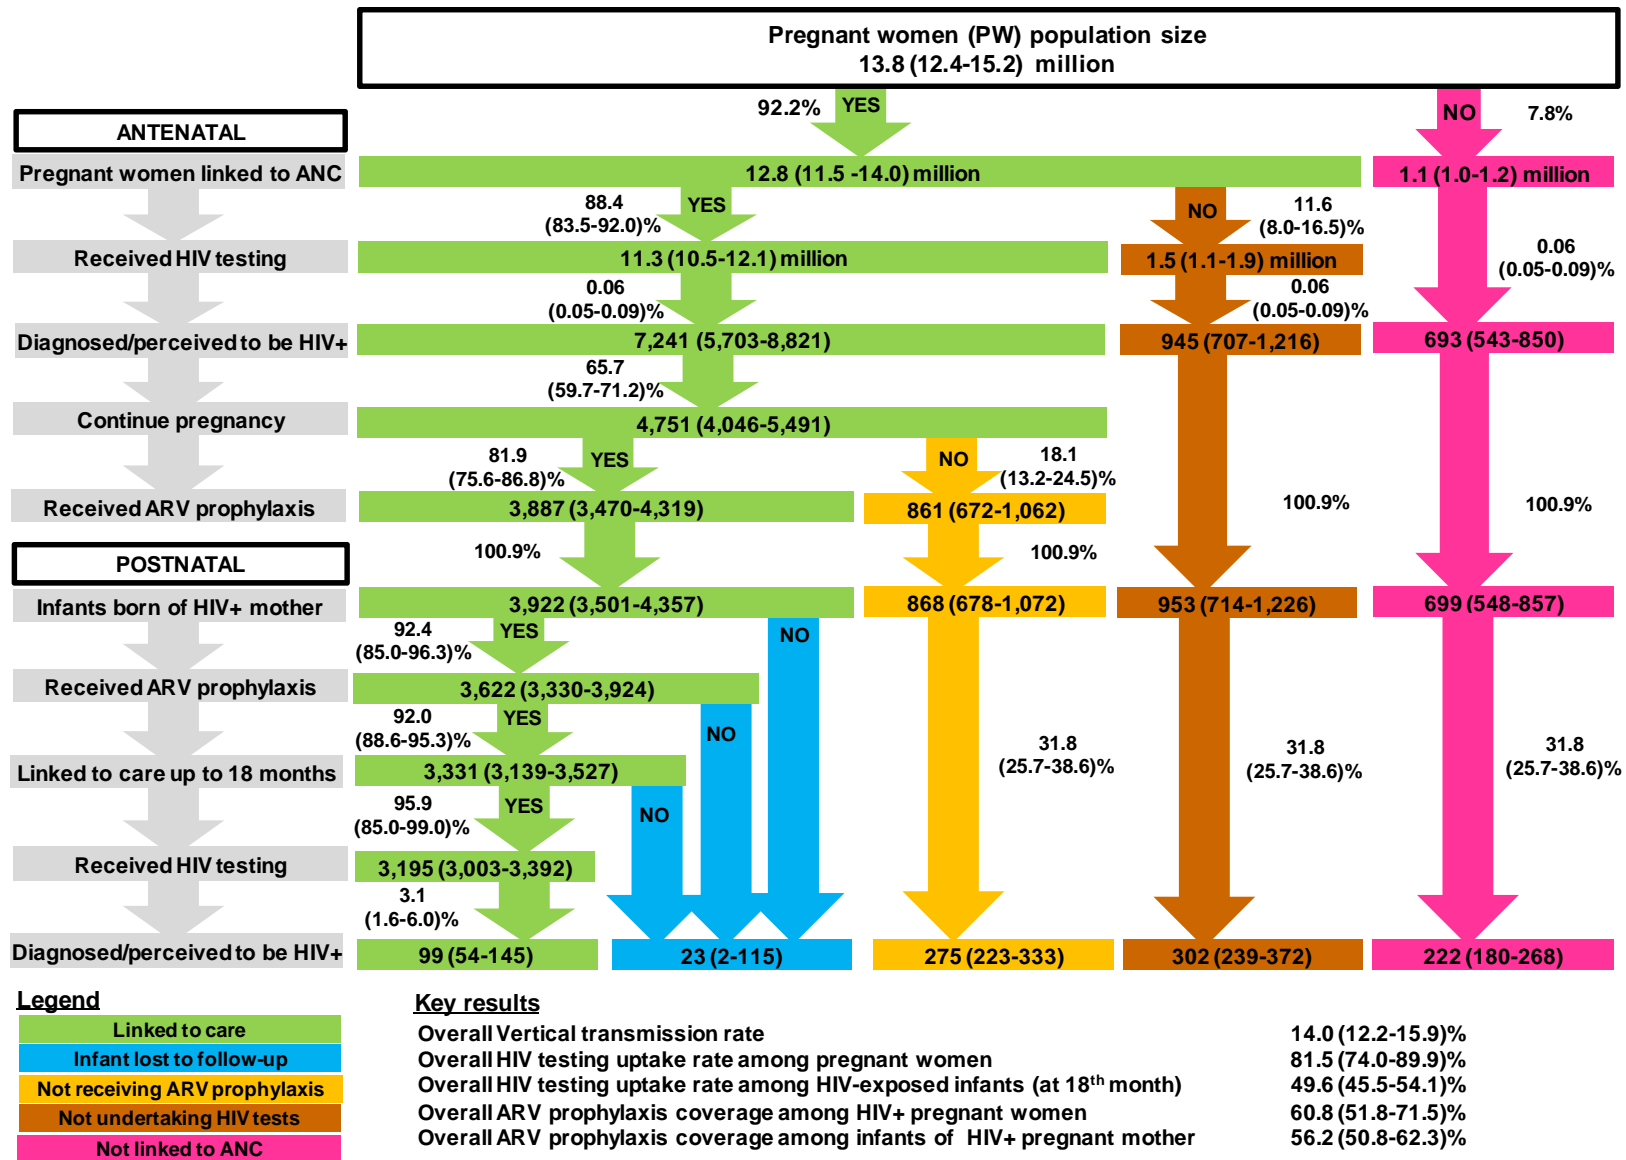 Pregnant women (PW) population size
13.8 (12.4-15.2) million
92.2%
YES
NO
7.8%
ANTENATAL
Pregnant women linked to ANC
12.8 (11.5 -14.0) million
1.1 (1.0-1.2) million
88.4
(83.5-92.0)%
YES
NO
11.6
(8.0-16.5)%
Received HIV testing
11.3 (10.5-12.1) million
1.5 (1.1-1.9) million
0.06
(0.05-0.09)%
0.06
(0.05-0.09)%
0.06
(0.05-0.09)%
Diagnosed/perceived to be HIV+
7,241 (5,703-8,821)
945 (707-1,216)
693 (543-850)
65.7
(59.7-71.2)%
Continue pregnancy
4,751 (4,046-5,491)
81.9
(75.6-86.8)%
YES
NO
18.1
(13.2-24.5)%
Received ARV prophylaxis
3,887 (3,470-4,319)
861 (672-1,062)
100.9%
100.9%
100.9%
100.9%
POSTNATAL
Infants born of HIV+ mother
3,922 (3,501-4,357)
868 (678-1,072)
953 (714-1,226)
699 (548-857)
92.4
(85.0-96.3)%
YES
NO
Received ARV prophylaxis
3,622 (3,330-3,924)
92.0
(88.6-95.3)%
YES
NO
31.8
(25.7-38.6)%
31.8
(25.7-38.6)%
31.8
(25.7-38.6)%
Linked to care up to 18 months
3,331 (3,139-3,527)
95.9
(85.0-99.0)%
YES
NO
Received HIV testing
3,195 (3,003-3,392)
3.1
(1.6-6.0)%
Diagnosed/perceived to be HIV+
99 (54-145)
23 (2-115)
275 (223-333)
302 (239-372)
222 (180-268)
Legend
Linked to care
Infant lost to follow-up
Not receiving ARV prophylaxis
Not undertaking HIV tests
Not linked to ANC
Key results
Overall Vertical transmission rate 14.0 (12.2-15.9)%
Overall HIV testing uptake rate among pregnant women 81.5 (74.0-89.9)%
Overall HIV testing uptake rate among HIV-exposed infants (at 18th month) 49.6 (45.5-54.1)%
Overall ARV prophylaxis coverage among HIV+ pregnant women 60.8 (51.8-71.5)%
Overall ARV prophylaxis coverage among infants of HIV+ pregnant mother 56.2 (50.8-62.3)%